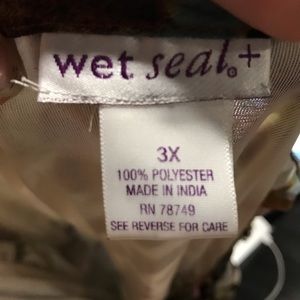 wet seal.+
3X
100% POLYESTER
MADE IN INDIA
RN 78749
SEE REVERSE FOR CARE